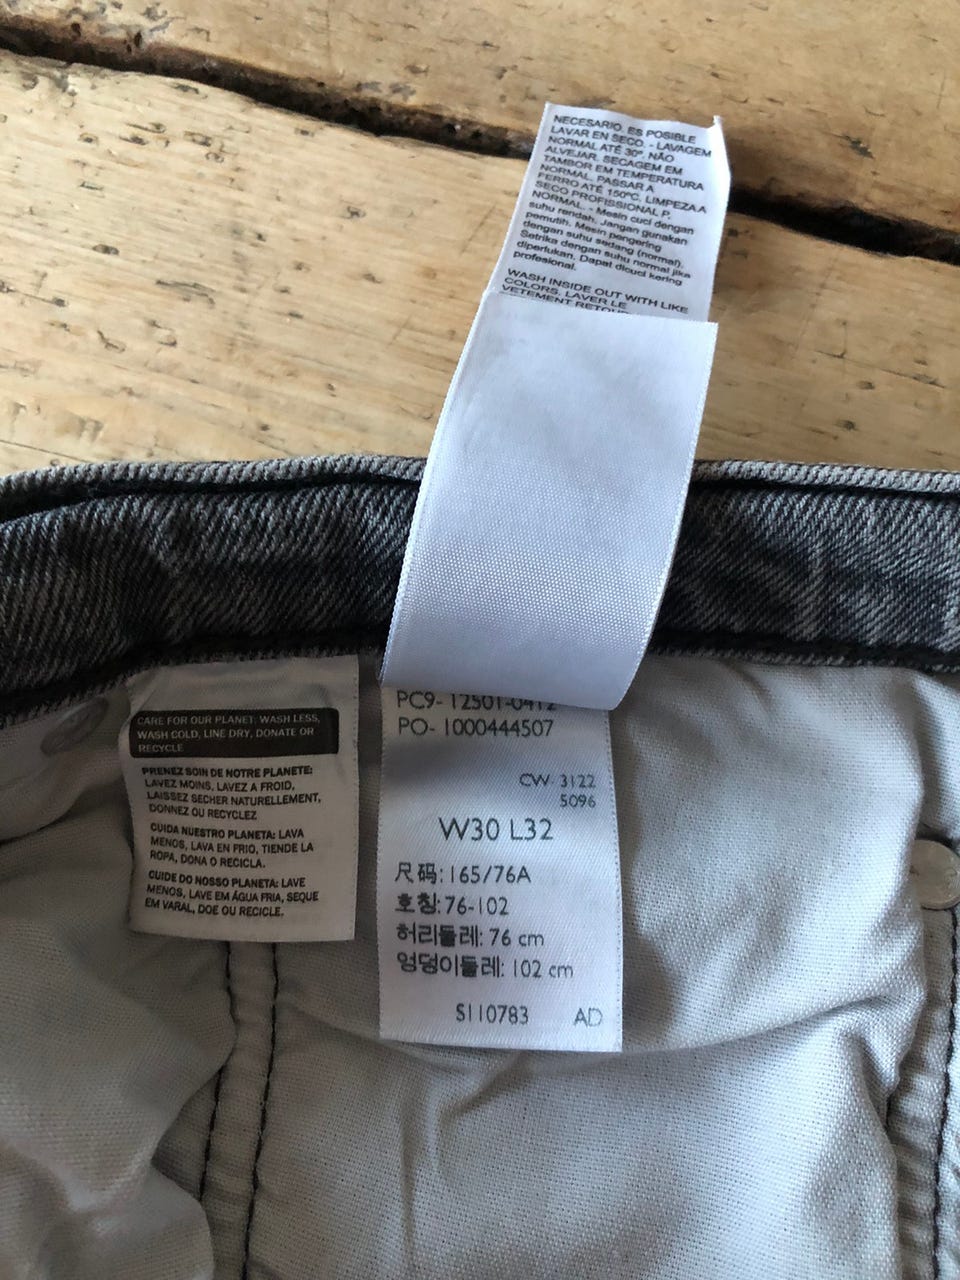 NECESARIO. ES POSIBLE
LAVAR EN SECO. - LAVAGEM
NORMAL ATÉ 30º. NÃO
ALVEJAR. SECAGEM EM
TAMBOR EM TEMPERATURA
NORMAL. PASSAR A
FERRO ATÉ 150ºC. LIMPEZA A
SECO PROFISSIONAL P,
NORMAL. - Mesin cuci dengan
suhu rendah. Jangan gunakan
pemutih. Mesin pengering
dengan suhu sedang (normal).
Setrika dengan suhu normal jika
diperlukan. Dapat dicud kering
profesional.
WASH INSIDE OUT WITH LIKE
COLORS. LAVER LE
VETEMENT
PC9- 12501-0412
PO- 1000444507
CW- 3122
5096
W30 L32
尺码: 165/76A
호칭: 76-102
허리둘레: 76 cm
엉덩이둘레: 102 cm
S110783 AD
CARE FOR OUR PLANET: WASH LESS,
WASH COLD, LINE DRY, DONATE OR
RECYCLE
PRENEZ SOIN DE NOTRE PLANETE:
LAVEZ MOINS, LAVEZ A FROID,
LAISSEZ SECHER NATURELLEMENT,
DONNEZ OU RECYCLEZ
CUIDA NUESTRO PLANETA: LAVA
MENOS, LAVA EN FRIO, TIENDE LA
ROPA, DONA O RECICLA.
CUIDE DO NOSSO PLANETA: LAVE
MENOS, LAVE EM ÁGUA FRIA, SEQUE
EM VARAL, DOE OU RECICLE.